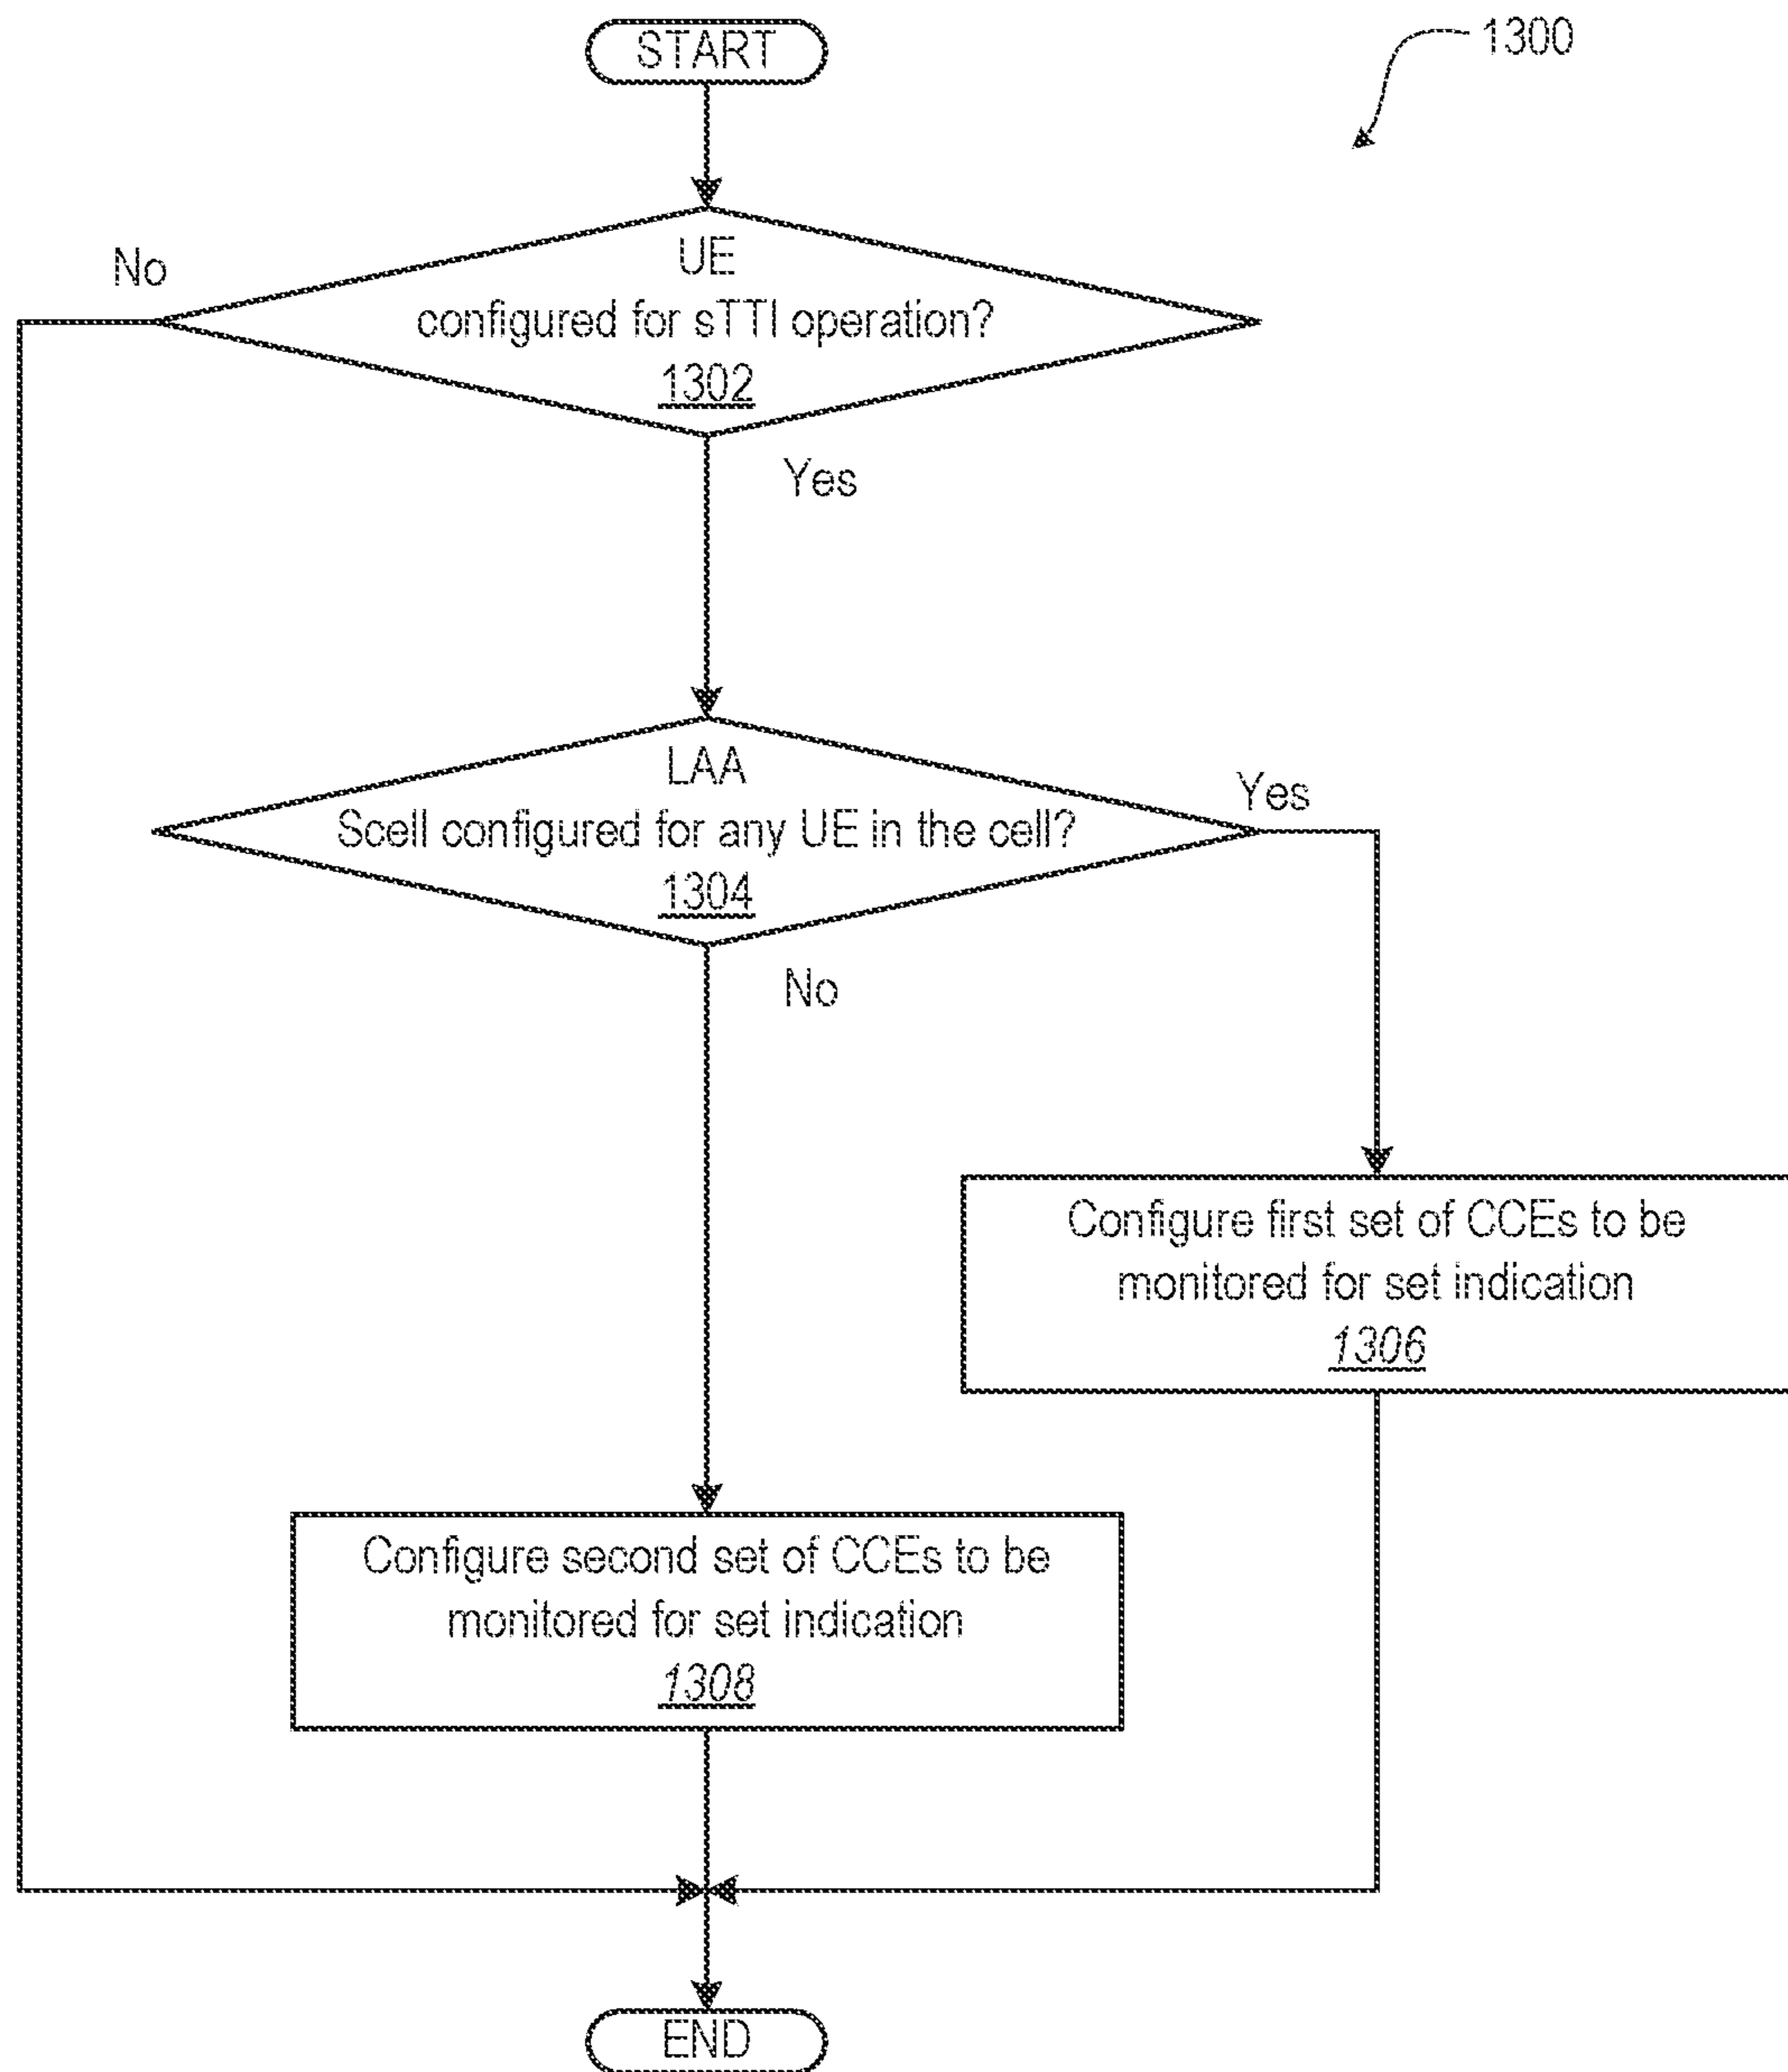 START
1300
UE
configured for sTTI operation?
1302
No
Yes
LAA
Scell configured for any UE in the cell?
1304
Yes
No
Configure first set of CCEs to be
monitored for set indication
1306
Configure second set of CCEs to be
monitored for set indication
1308
END